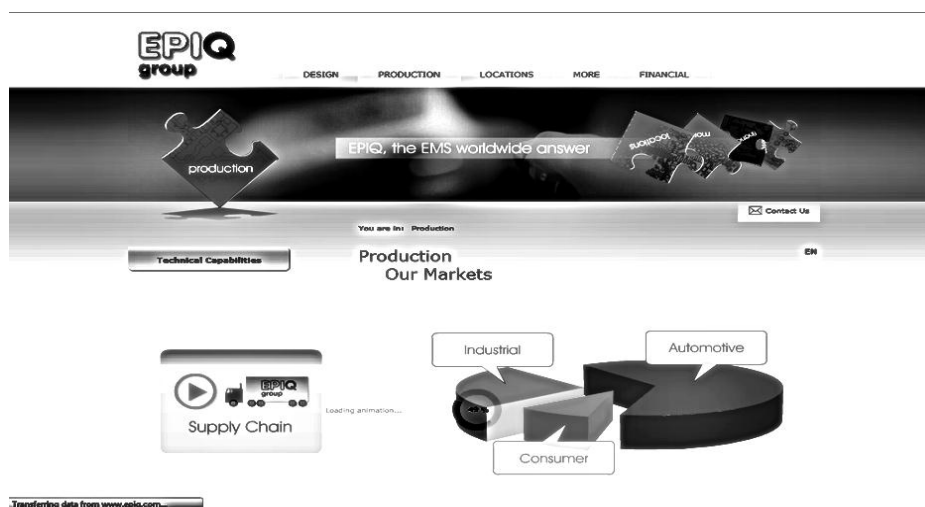 EPIQ
group
DESIGN PRODUCTION LOCATIONS MORE FINANCIAL
production
EPIQ, the EMS worldwide answer
locations
Contact Us
You are in: Production
Technical Capabilities
Production
EN
Our Markets
Industrial
Automotive
EPIQ
group
Loading animation...
Supply Chain
Consumer
Transferring data from www.epiq.com...